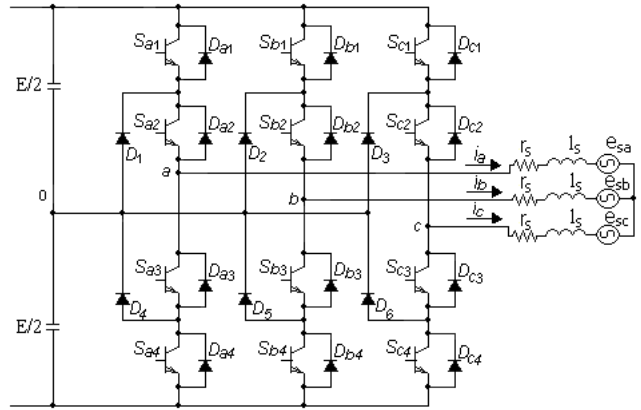 Sa1 Da1 Sb1 Db1 Sc1 Dc1
E/2
Sa2 Da2 Sb2 Db2 Sc2 Dc2
D1 D2 D3
a ia rs ls esa
0 b ib rs ls esb
c ic rs ls esc
Sa3 Da3 Sb3 Db3 Sc3 Dc3
D4 D5 D6
E/2
Sa4 Da4 Sb4 Db4 Sc4 Dc4